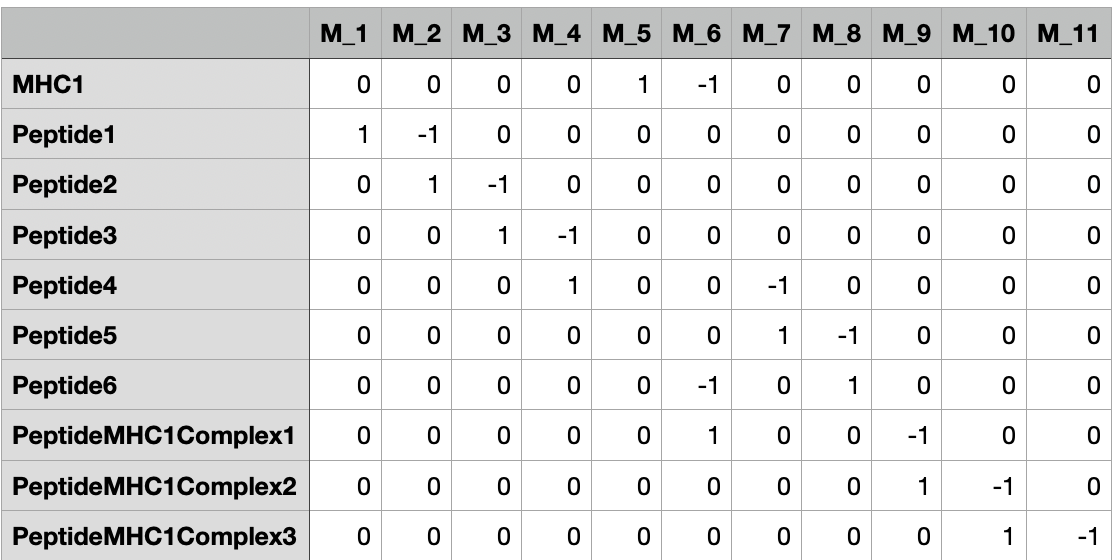 M_1 M_2 M_3 M_4 M_5 M_6 M_7 M_8 M_9 M_10 M_11
MHC1 0 0 0 0 1 -1 0 0 0 0 0
Peptide1 1 -1 0 0 0 0 0 0 0 0 0
Peptide2 0 1 -1 0 0 0 0 0 0 0 0
Peptide3 0 0 1 -1 0 0 0 0 0 0 0
Peptide4 0 0 0 1 0 0 -1 0 0 0 0
Peptide5 0 0 0 0 0 0 1 -1 0 0 0
Peptide6 0 0 0 0 0 -1 0 1 0 0 0
PeptideMHC1Complex1 0 0 0 0 0 1 0 0 -1 0 0
PeptideMHC1Complex2 0 0 0 0 0 0 0 0 1 -1 0
PeptideMHC1Complex3 0 0 0 0 0 0 0 0 0 1 -1